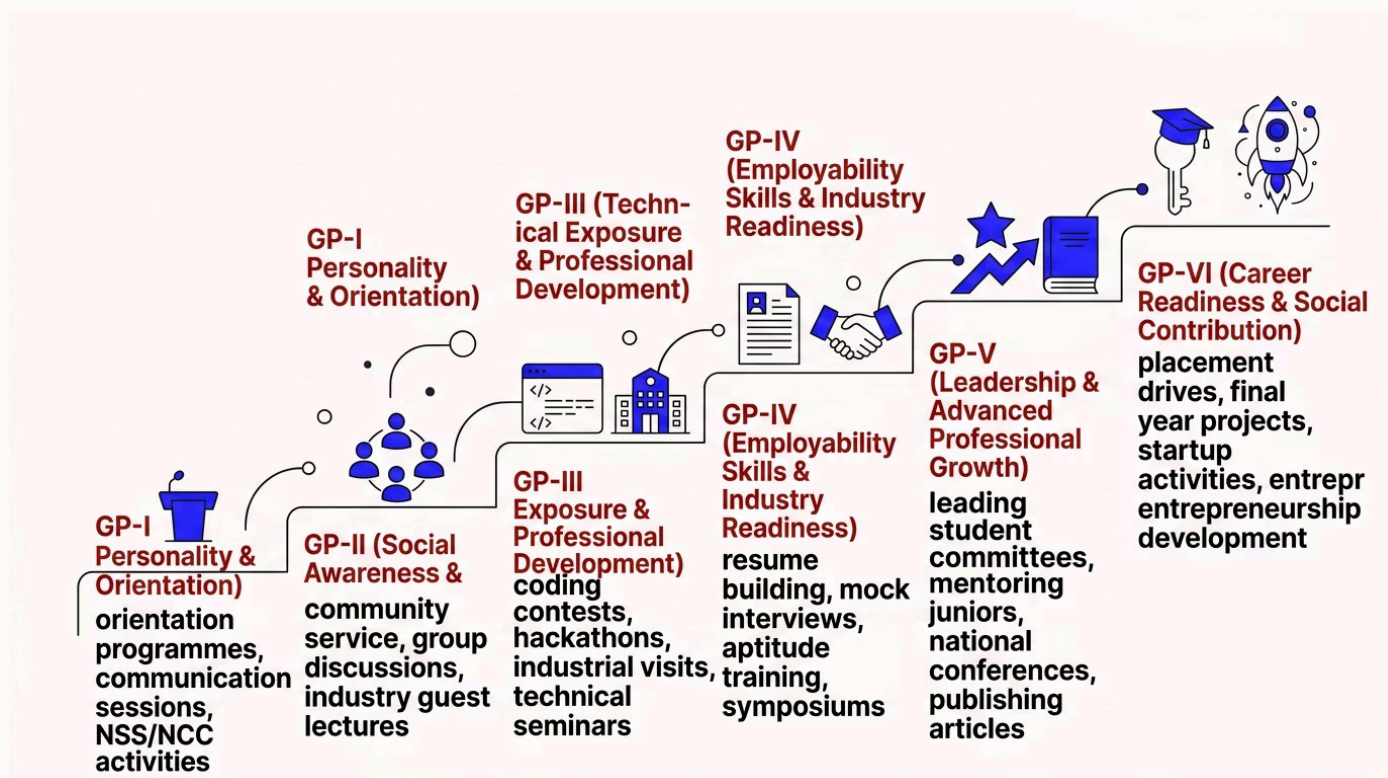 GP-I
Personality &
Orientation)
orientation
programmes,
communication
sessions,
NSS/NCC
activities
GP-I
Personality
& Orientation)
GP-II (Social
Awareness &
community
service, group
discussions,
industry guest
lectures
GP-III (Techn-
ical Exposure
& Professional
Development)
</>
</>
GP-III
Exposure &
Professional
Development)
coding
contests,
hackathons,
industrial visits,
technical
seminars
GP-IV
(Employability
Skills & Industry
Readiness)
GP-IV
(Employability
Skills &
Industry
Readiness)
resume
building, mock
interviews,
aptitude
training,
symposiums
GP-V
(Leadership &
Advanced
Professional
Growth)
leading
student
committees,
mentoring
juniors,
national
conferences,
publishing
articles
GP-VI (Career
Readiness & Social
Contribution)
placement
drives, final
year projects,
startup
activities, entrepr
entrepreneurship
development